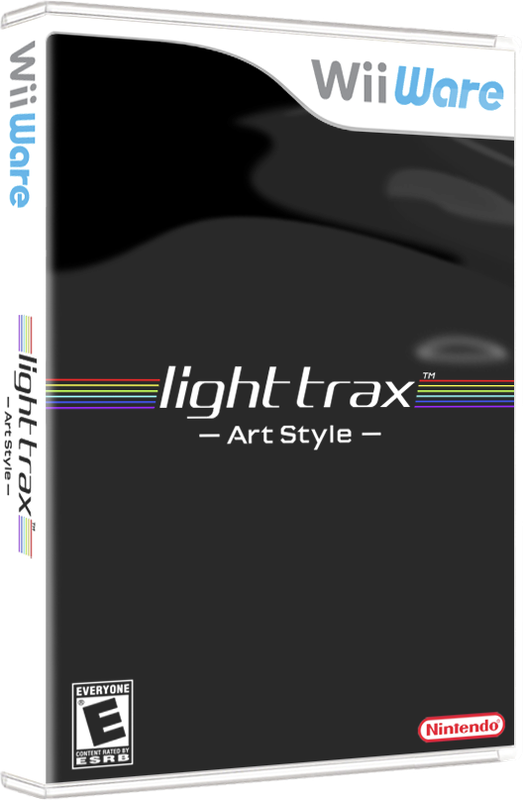 WiiWare
WiiWare
light trax™
– Art Style –
light trax™
– Art Style –
EVERYONE
E
®
CONTENT RATED BY
ESRB
Nintendo®